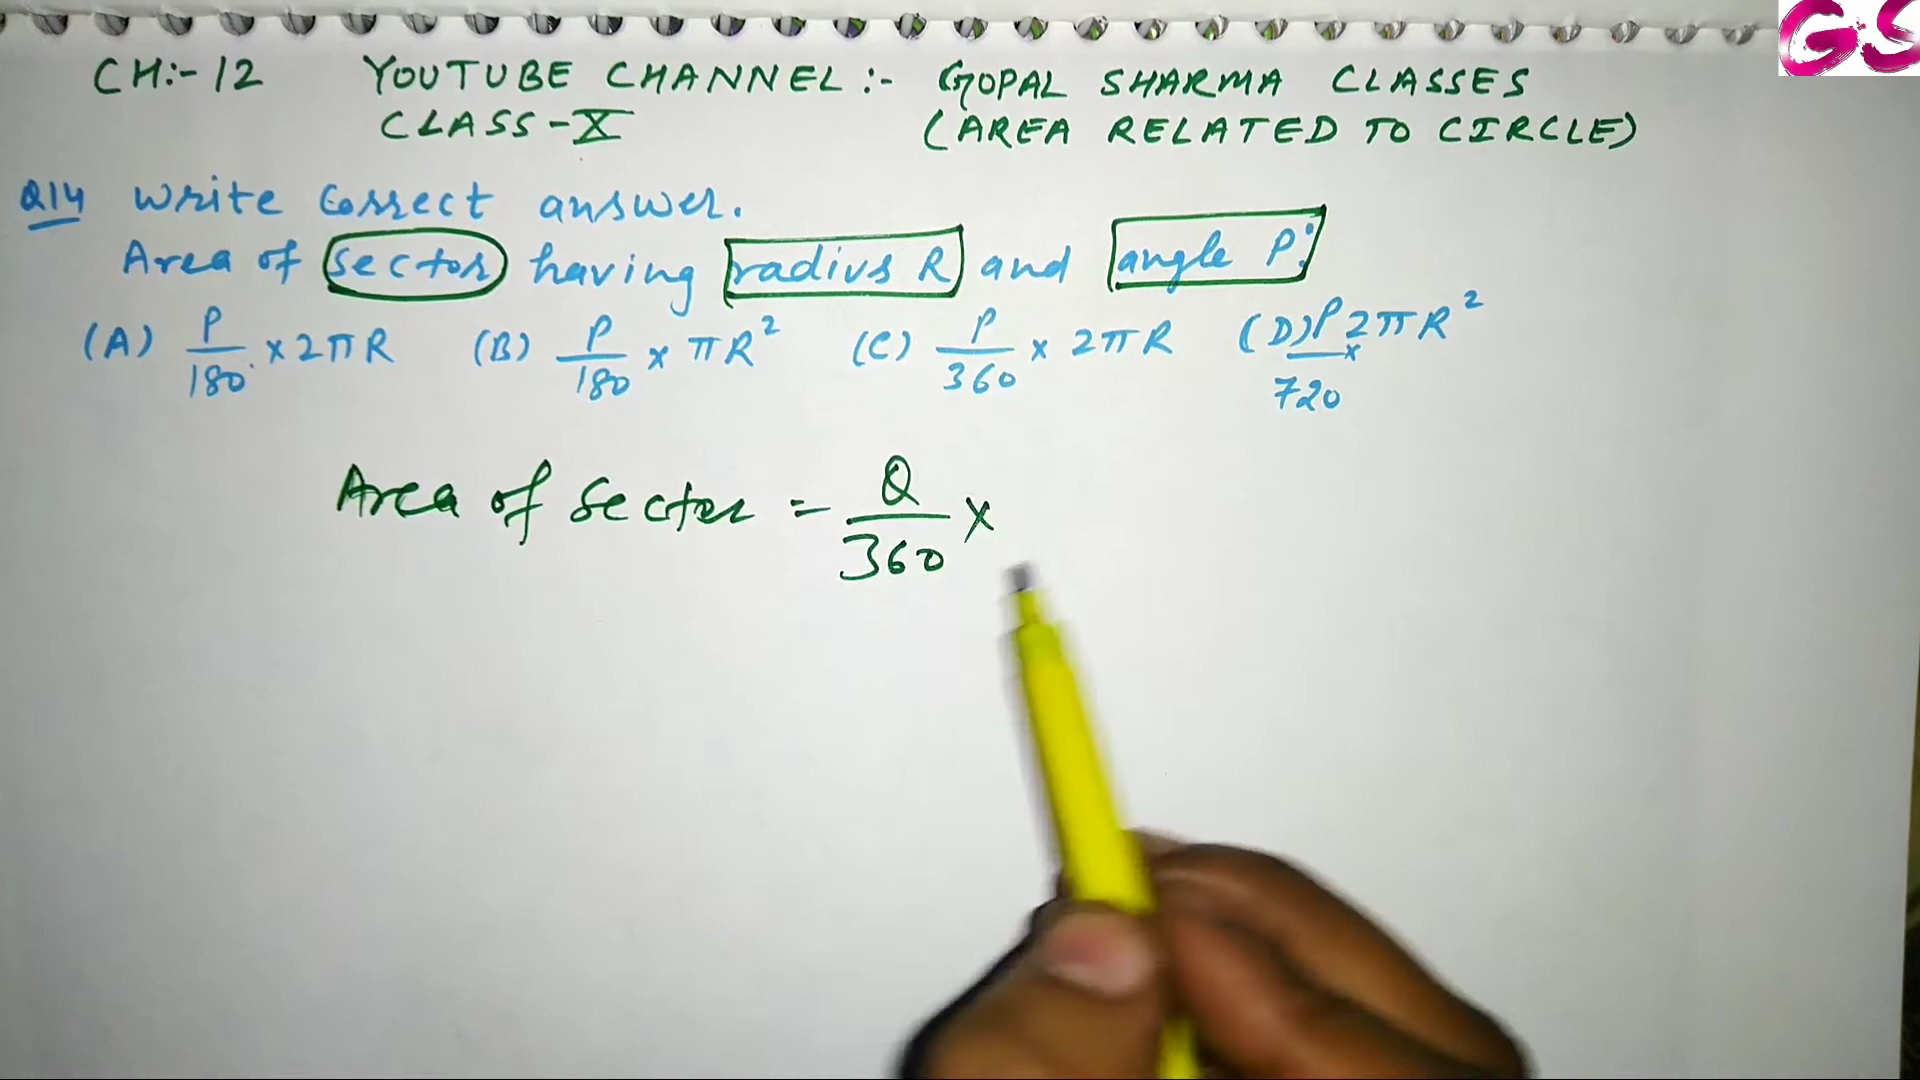 GS
CH:- 12 YOUTUBE CHANNEL :- GOPAL SHARMA CLASSES
CLASS-X (AREA RELATED TO CIRCLE)
Q14 Write Correct answer.
Area of sector having radius R and angle P:
(A) P/180 × 2πR (B) P/180 × πR² (C) P/360 × 2πR (D) P/720 × 2πR²
Area of Sector = θ/360 ×